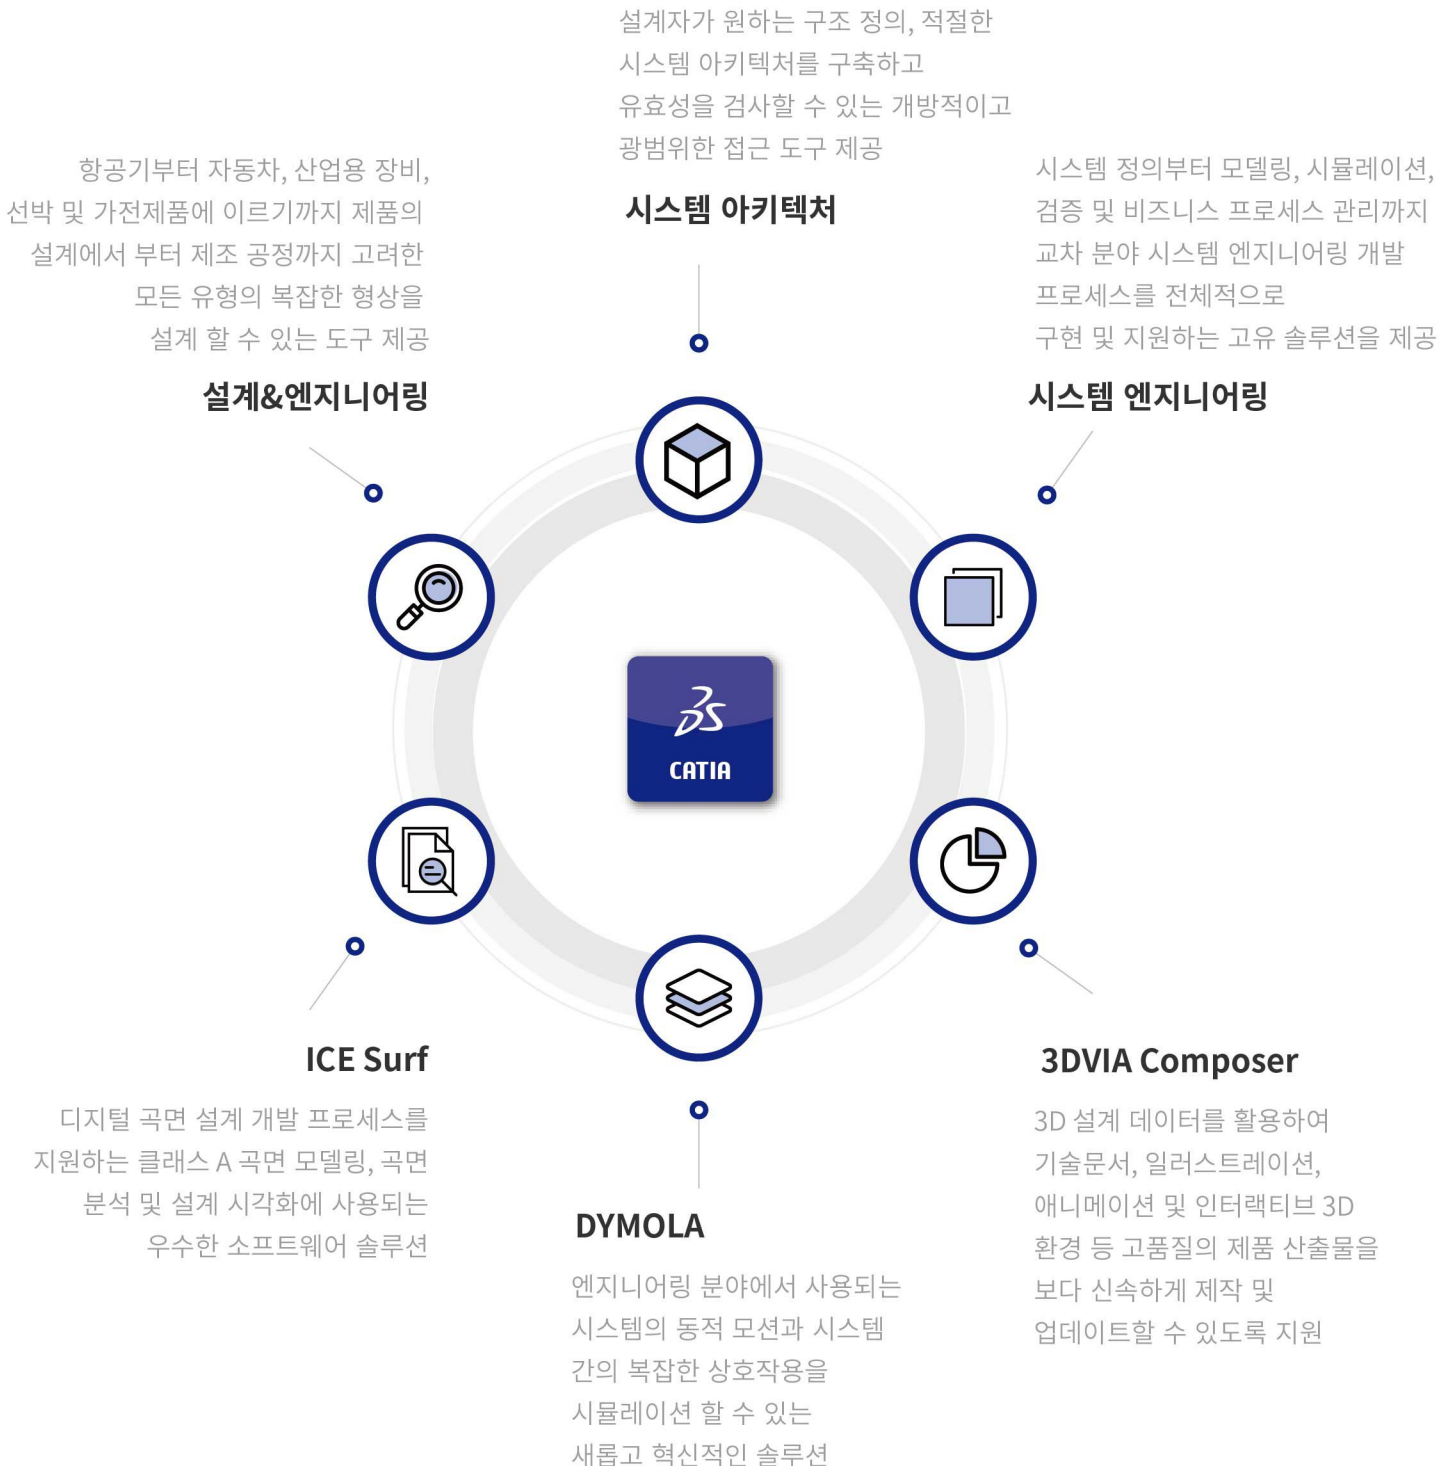 설계자가 원하는 구조 정의, 적절한
시스템 아키텍처를 구축하고
유효성을 검사할 수 있는 개방적이고
광범위한 접근 도구 제공
시스템 아키텍처
항공기부터 자동차, 산업용 장비,
선박 및 가전제품에 이르기까지 제품의
설계에서 부터 제조 공정까지 고려한
모든 유형의 복잡한 형상을
설계 할 수 있는 도구 제공
설계&엔지니어링
시스템 정의부터 모델링, 시뮬레이션,
검증 및 비즈니스 프로세스 관리까지
교차 분야 시스템 엔지니어링 개발
프로세스를 전체적으로
구현 및 지원하는 고유 솔루션을 제공
시스템 엔지니어링
3DS
CATIA
ICE Surf
디지털 곡면 설계 개발 프로세스를
지원하는 클래스 A 곡면 모델링, 곡면
분석 및 설계 시각화에 사용되는
우수한 소프트웨어 솔루션
DYMOLA
엔지니어링 분야에서 사용되는
시스템의 동적 모션과 시스템
간의 복잡한 상호작용을
시뮬레이션 할 수 있는
새롭고 혁신적인 솔루션
3DVIA Composer
3D 설계 데이터를 활용하여
기술문서, 일러스트레이션,
애니메이션 및 인터랙티브 3D
환경 등 고품질의 제품 산출물을
보다 신속하게 제작 및
업데이트할 수 있도록 지원